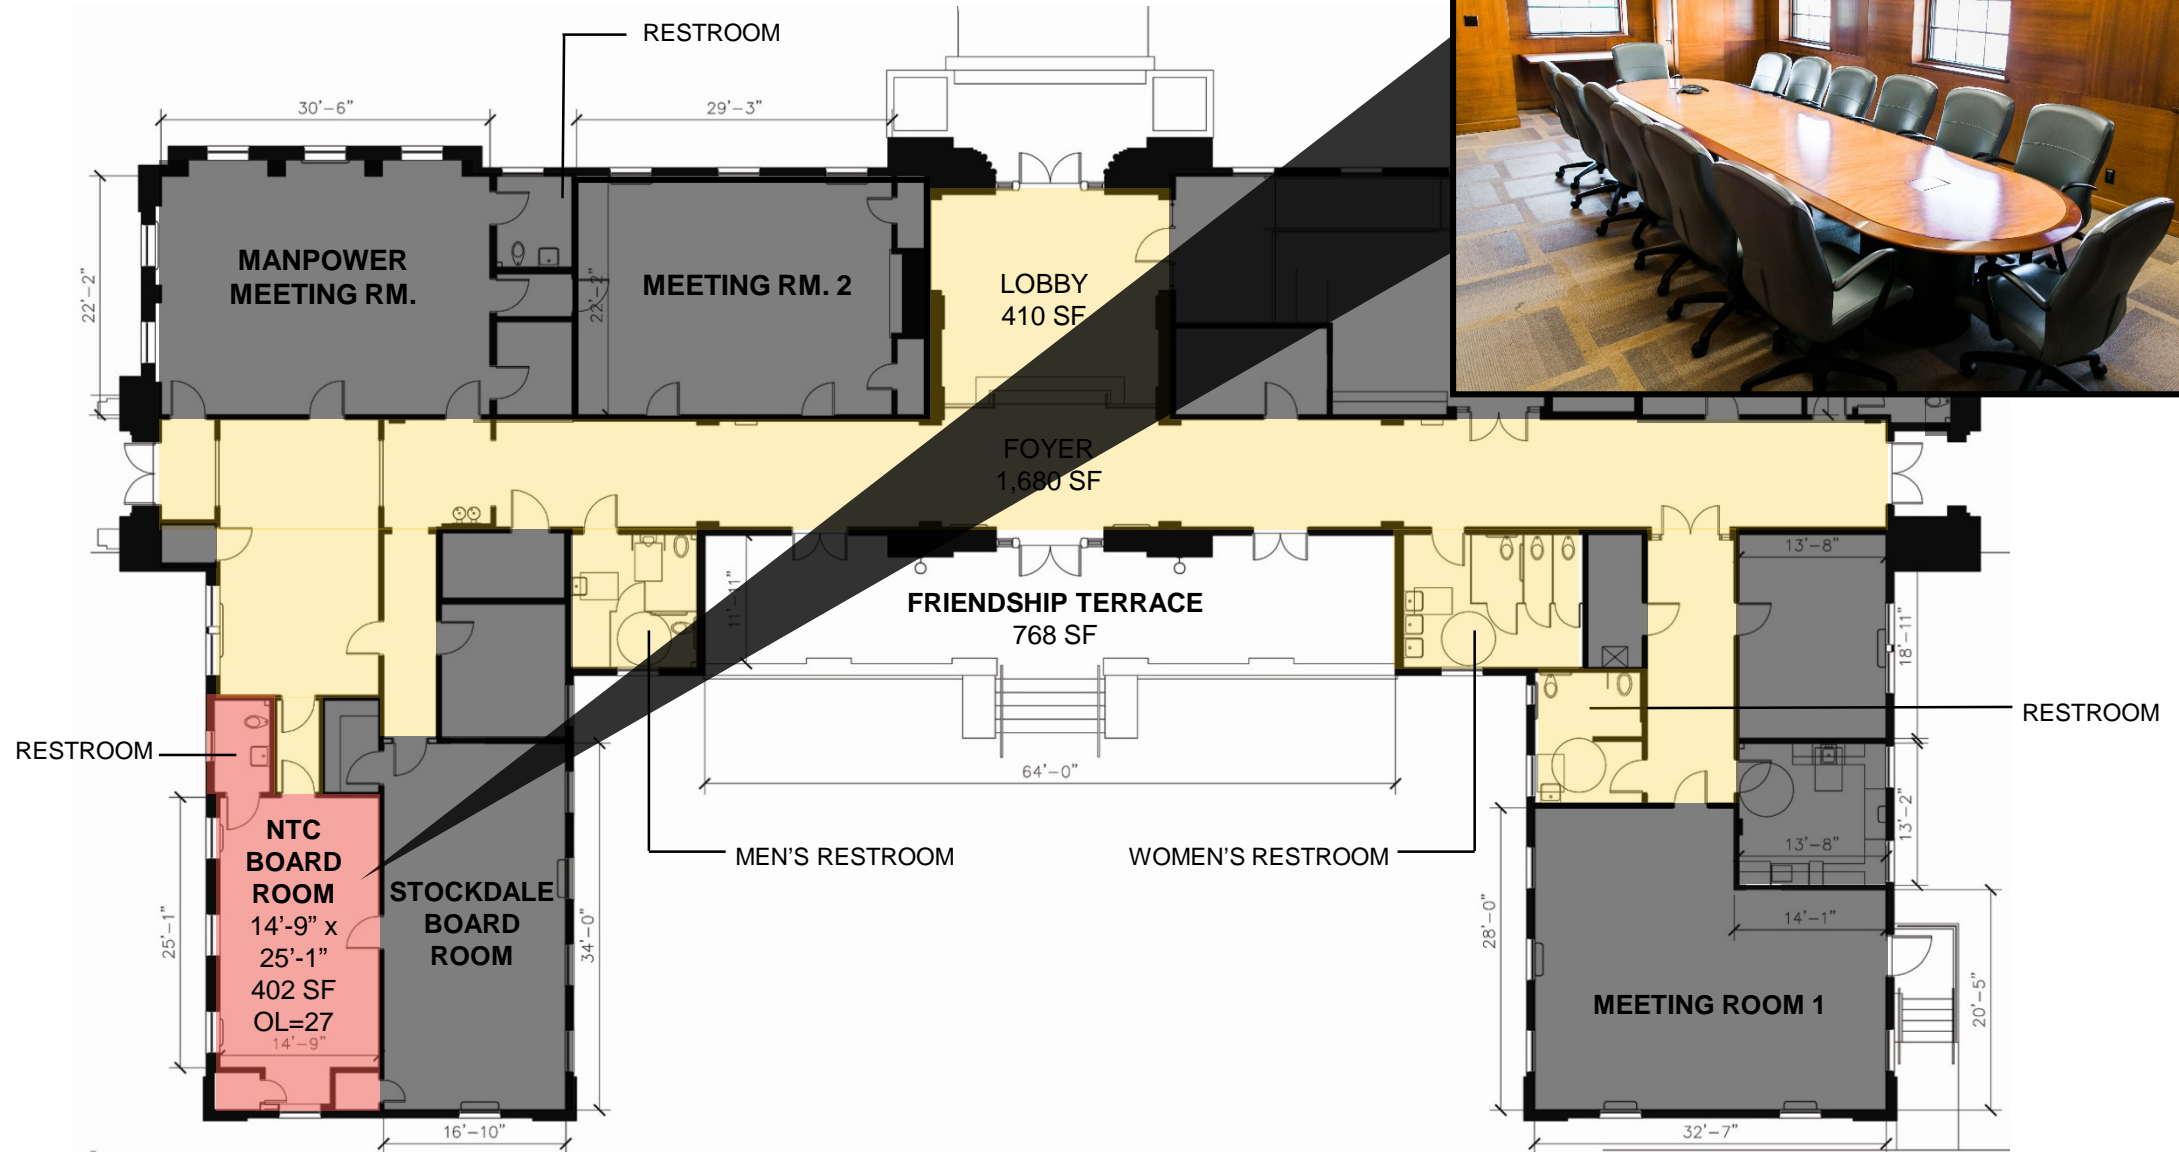 RESTROOM
30'-6"
29'-3"
22'-2"
MANPOWER
MEETING RM.
22'-2"
MEETING RM. 2
LOBBY
410 SF
FOYER
1,680 SF
13'-8"
11'-11"
FRIENDSHIP TERRACE
768 SF
18'-11"
RESTROOM
RESTROOM
64'-0"
13'-2"
13'-8"
MEN'S RESTROOM
WOMEN'S RESTROOM
NTC
BOARD
ROOM
14'-9" x
25'-1"
402 SF
OL=27
14'-9"
25'-1"
STOCKDALE
BOARD
ROOM
34'-0"
28'-0"
14'-1"
MEETING ROOM 1
20'-5"
16'-10"
32'-7"